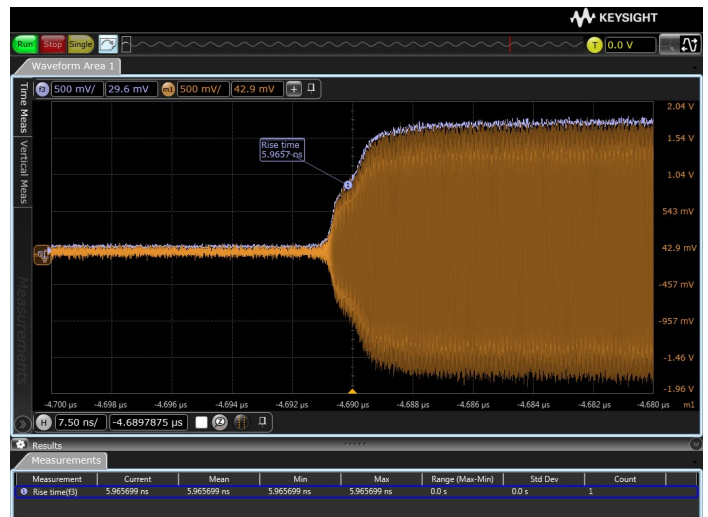 KEYSIGHT
Run Stop Single T 0.0 V
Waveform Area 1
f3 500 mV/ 29.6 mV m1 500 mV/ 42.9 mV +
Time Meas
Vertical Meas
Measurements
Rise time
5.9657 ns
1
2.04 V
1.54 V
1.04 V
543 mV
42.9 mV
-457 mV
-957 mV
-1.46 V
-1.96 V
-4.700 µs -4.698 µs -4.696 µs -4.694 µs -4.692 µs -4.690 µs -4.688 µs -4.686 µs -4.684 µs -4.682 µs -4.680 µs m1
H 7.50 ns/ -4.6897875 µs Z
Results
Measurements
Measurement Current Mean Min Max Range (Max-Min) Std Dev Count
1 Rise time(f3) 5.965699 ns 5.965699 ns 5.965699 ns 5.965699 ns 0.0 s 0.0 s 1